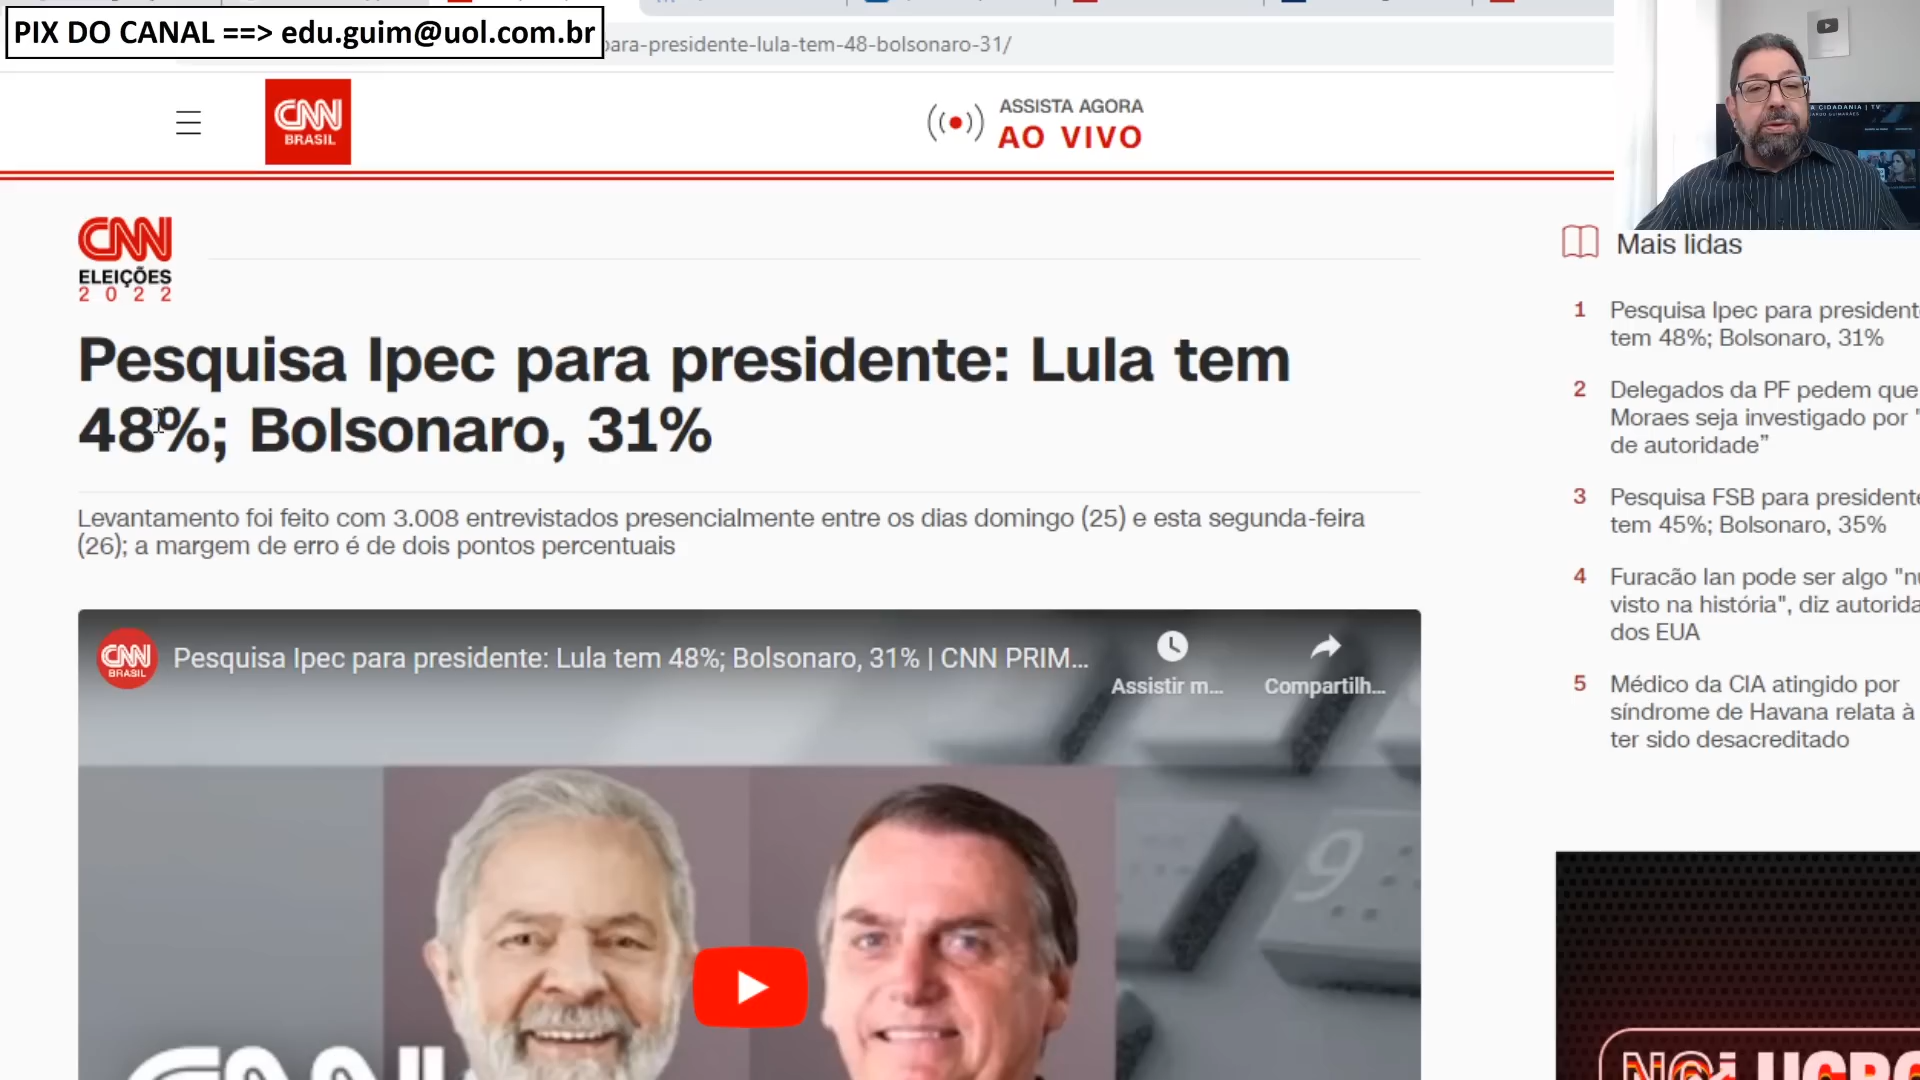 PIX DO CANAL ==> edu.guim@uol.com.br
para-presidente-lula-tem-48-bolsonaro-31/
CNN
BRASIL
ASSISTA AGORA
AO VIVO
CNN
ELEIÇÕES
2022
Pesquisa Ipec para presidente: Lula tem
48%; Bolsonaro, 31%
Levantamento foi feito com 3.008 entrevistados presencialmente entre os dias domingo (25) e esta segunda-feira
(26); a margem de erro é de dois pontos percentuais
CNN
BRASIL
Pesquisa Ipec para presidente: Lula tem 48%; Bolsonaro, 31% | CNN PRIM...
Assistir m...
Compartilh...
9
CNN
A CIDADANIA | TV
Mais lidas
1 Pesquisa Ipec para president
tem 48%; Bolsonaro, 31%
2 Delegados da PF pedem que
Moraes seja investigado por "
de autoridade”
3 Pesquisa FSB para president
tem 45%; Bolsonaro, 35%
4 Furacão Ian pode ser algo "n
visto na história", diz autorida
dos EUA
5 Médico da CIA atingido por
síndrome de Havana relata à
ter sido desacreditado